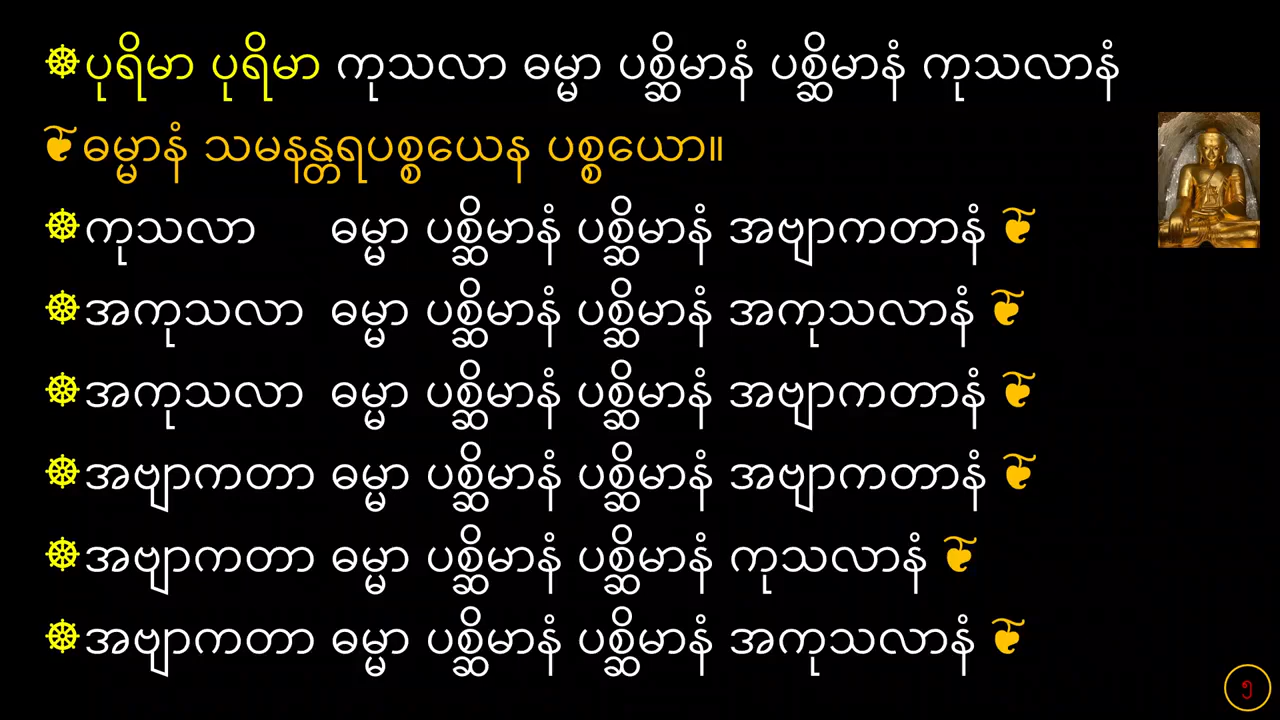 ☸ပုရိမာ ပုရိမာ ကုသလာ ဓမ္မာ ပစ္ဆိမာနံ ပစ္ဆိမာနံ ကုသလာနံ
❦ဓမ္မာနံ သမနန္တရပစ္စယေန ပစ္စယော။
☸ကုသလာ ဓမ္မာ ပစ္ဆိမာနံ ပစ္ဆိမာနံ အဗျာကတာနံ ❦
☸အကုသလာ ဓမ္မာ ပစ္ဆိမာနံ ပစ္ဆိမာနံ အကုသလာနံ ❦
☸အကုသလာ ဓမ္မာ ပစ္ဆိမာနံ ပစ္ဆိမာနံ အဗျာကတာနံ ❦
☸အဗျာကတာ ဓမ္မာ ပစ္ဆိမာနံ ပစ္ဆိမာနံ အဗျာကတာနံ ❦
☸အဗျာကတာ ဓမ္မာ ပစ္ဆိမာနံ ပစ္ဆိမာနံ ကုသလာနံ ❦
☸အဗျာကတာ ဓမ္မာ ပစ္ဆိမာနံ ပစ္ဆိမာနံ အကုသလာနံ ❦
၅